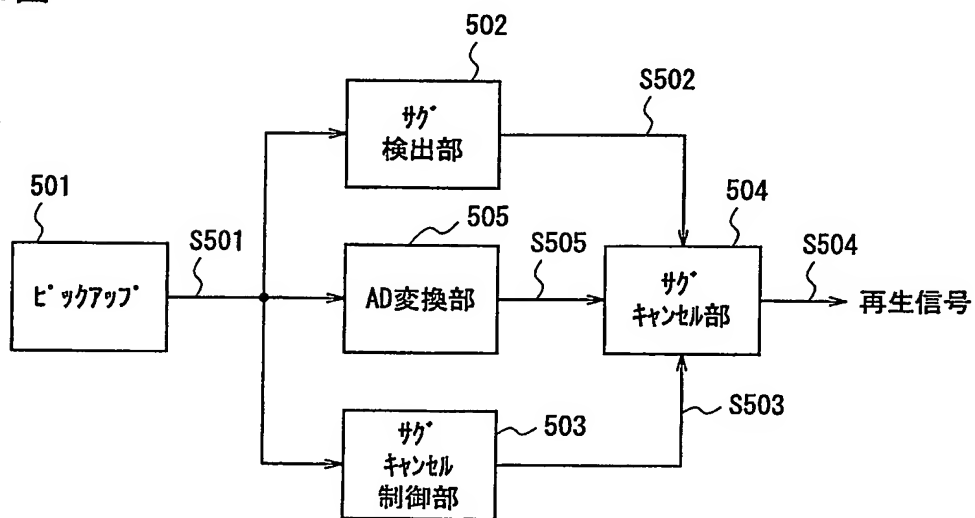 502
S502
サグ
検出部
501
505
504
S501
S505
S504
ピックアップ
AD変換部
サグ
キャンセル部
再生信号
503
S503
サグ
キャンセル
制御部